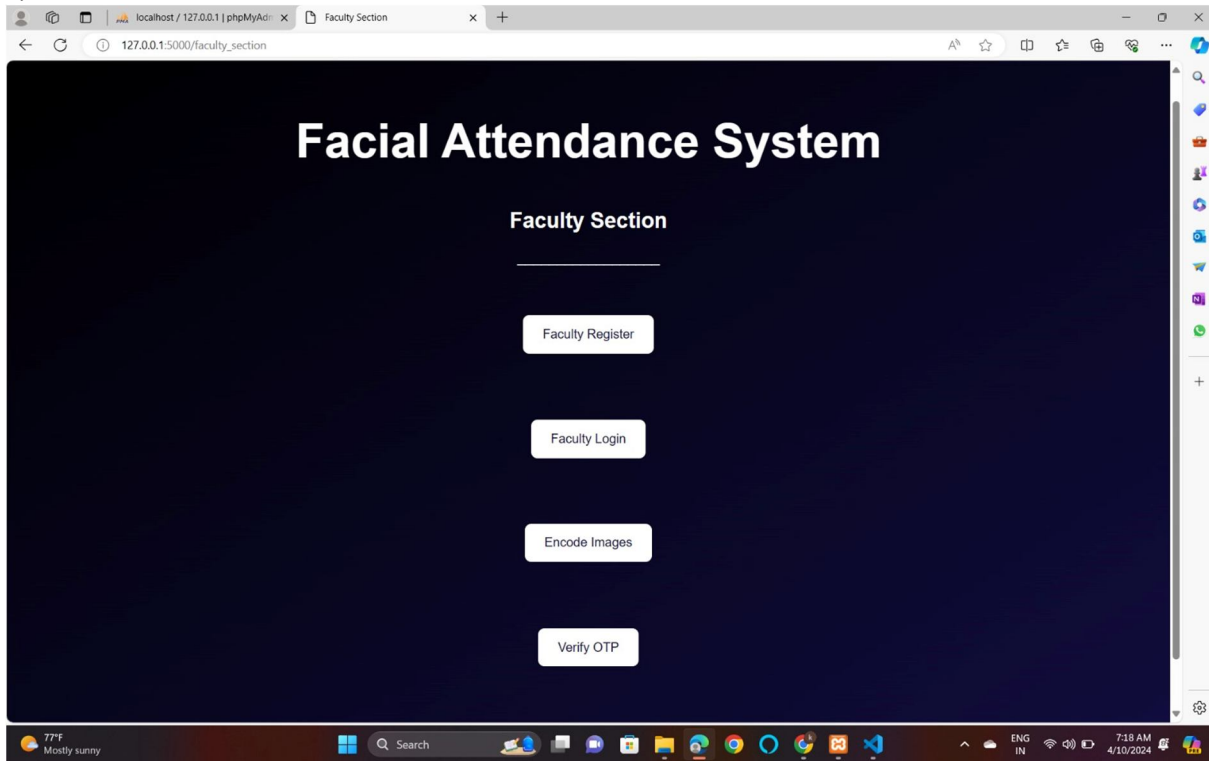 localhost / 127.0.0.1 | phpMyAdn
Faculty Section
127.0.0.1:5000/faculty_section
Facial Attendance System
Faculty Section
Faculty Register
Faculty Login
Encode Images
Verify OTP
77°F
Mostly sunny
Search
ENG
IN
7:18 AM
4/10/2024